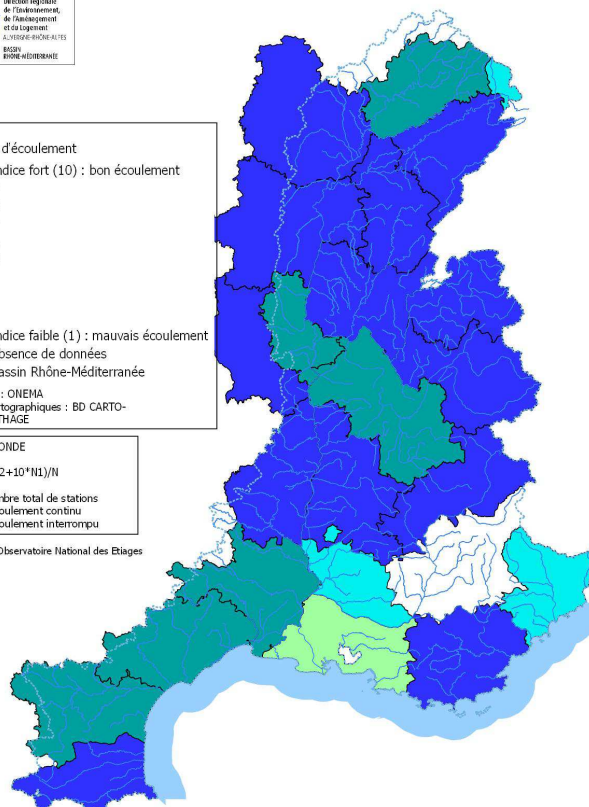 Direction régionale
de l'Environnement,
de l'Aménagement
et du Logement
AUVERGNE-RHÔNE-ALPES
BASSIN
RHÔNE-MÉDITERRANÉE
d'écoulement
ndice fort (10) : bon écoulement
ndice faible (1) : mauvais écoulement
bsence de données
assin Rhône-Méditerranée
: ONEMA
tographiques : BD CARTO-
THAGE
ONDE
2+10*N1)/N
mbre total de stations
oulement continu
oulement interrompu
Observatoire National des Etiages